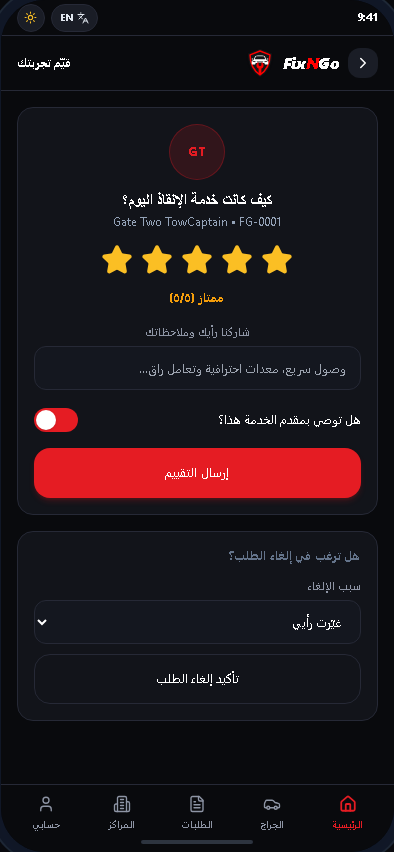 9:41
EN
FixNGo
قيّم تجربتك
GT
كيف كانت خدمة الإنقاذ اليوم؟
Gate Two TowCaptain • FG-0001
ممتاز (5/5)
شاركنا رأيك وملاحظاتك
وصول سريع، معدات احترافية وتعامل راقٍ...
هل توصي بمقدم الخدمة هذا؟
إرسال التقييم
هل ترغب في إلغاء الطلب؟
سبب الإلغاء
غيّرت رأيي
تأكيد إلغاء الطلب
الرئيسية
الجراج
الطلبات
المراكز
حسابي